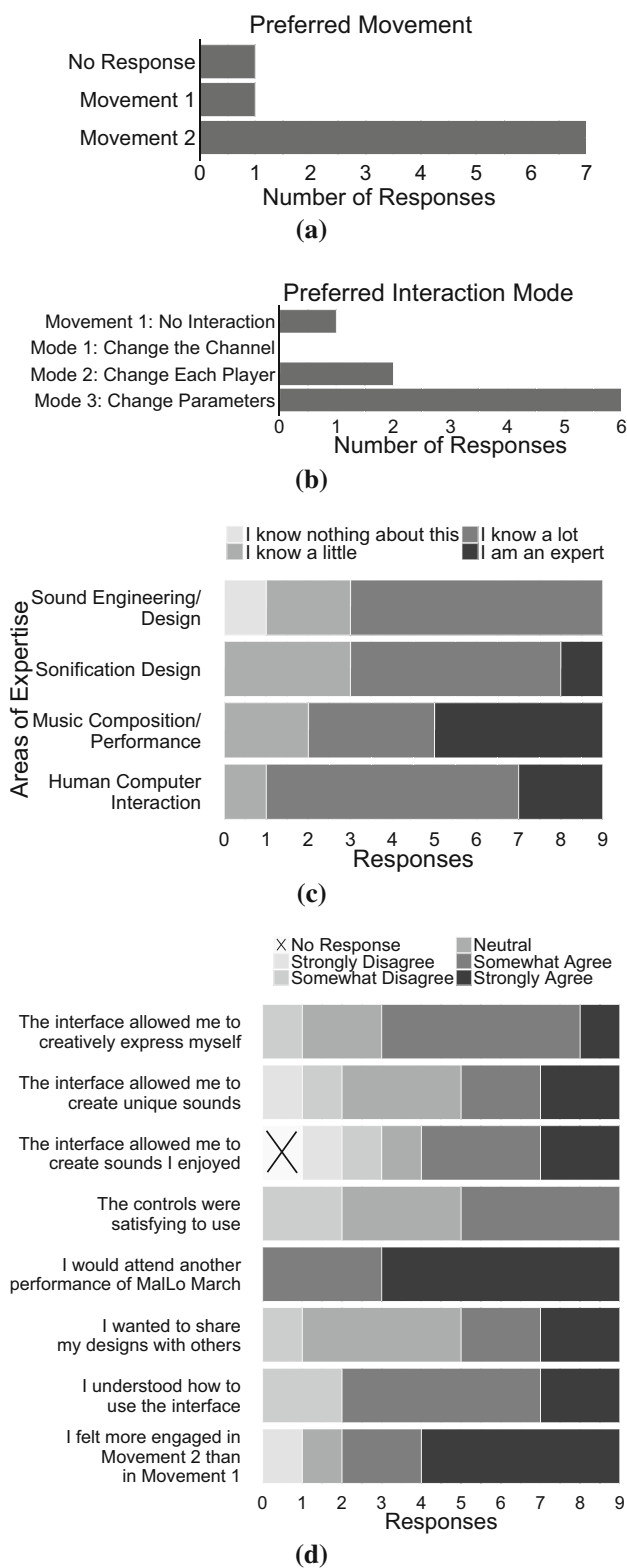 Preferred Movement
No Response
Movement 1
Movement 2
0 1 2 3 4 5 6 7
Number of Responses
(a)
Preferred Interaction Mode
Movement 1: No Interaction
Mode 1: Change the Channel
Mode 2: Change Each Player
Mode 3: Change Parameters
0 1 2 3 4 5 6
Number of Responses
(b)
I know nothing about this I know a lot
I know a little I am an expert
Areas of Expertise
Sound Engineering/
Design
Sonification Design
Music Composition/
Performance
Human Computer
Interaction
0 1 2 3 4 5 6 7 8 9
Responses
(c)
No Response Neutral
Strongly Disagree Somewhat Agree
Somewhat Disagree Strongly Agree
The interface allowed me to
creatively express myself
The interface allowed me to
create unique sounds
The interface allowed me to
create sounds I enjoyed
The controls were
satisfying to use
I would attend another
performance of MalLo March
I wanted to share
my designs with others
I understood how to
use the interface
I felt more engaged in
Movement 2 than
in Movement 1
0 1 2 3 4 5 6 7 8 9
Responses
(d)